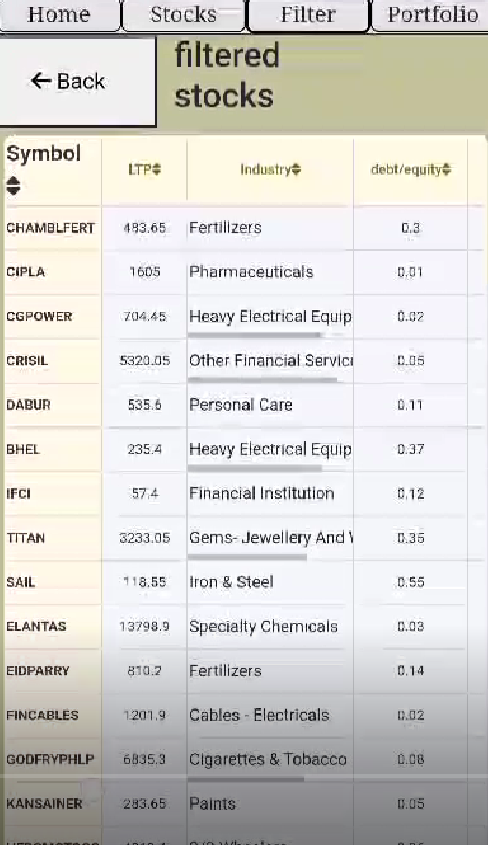 Home Stocks Filter Portfolio
← Back
filtered
stocks
Symbol LTP Industry debt/equity
CHAMBLFERT 483.65 Fertilizers 0.3
CIPLA 1605 Pharmaceuticals 0.01
CGPOWER 704.45 Heavy Electrical Equip 0.02
CRISIL 5320.05 Other Financial Servic 0.05
DABUR 535.6 Personal Care 0.11
BHEL 235.4 Heavy Electrical Equip 0.37
IFCI 57.4 Financial Institution 0.12
TITAN 3233.05 Gems- Jewellery And 0.35
SAIL 118.55 Iron & Steel 0.55
ELANTAS 13798.9 Specialty Chemicals 0.03
EIDPARRY 810.2 Fertilizers 0.14
FINCABLES 1201.9 Cables - Electricals 0.02
GODFRYPHLP 6835.3 Cigarettes & Tobacco 0.08
KANSAINER 283.65 Paints 0.05